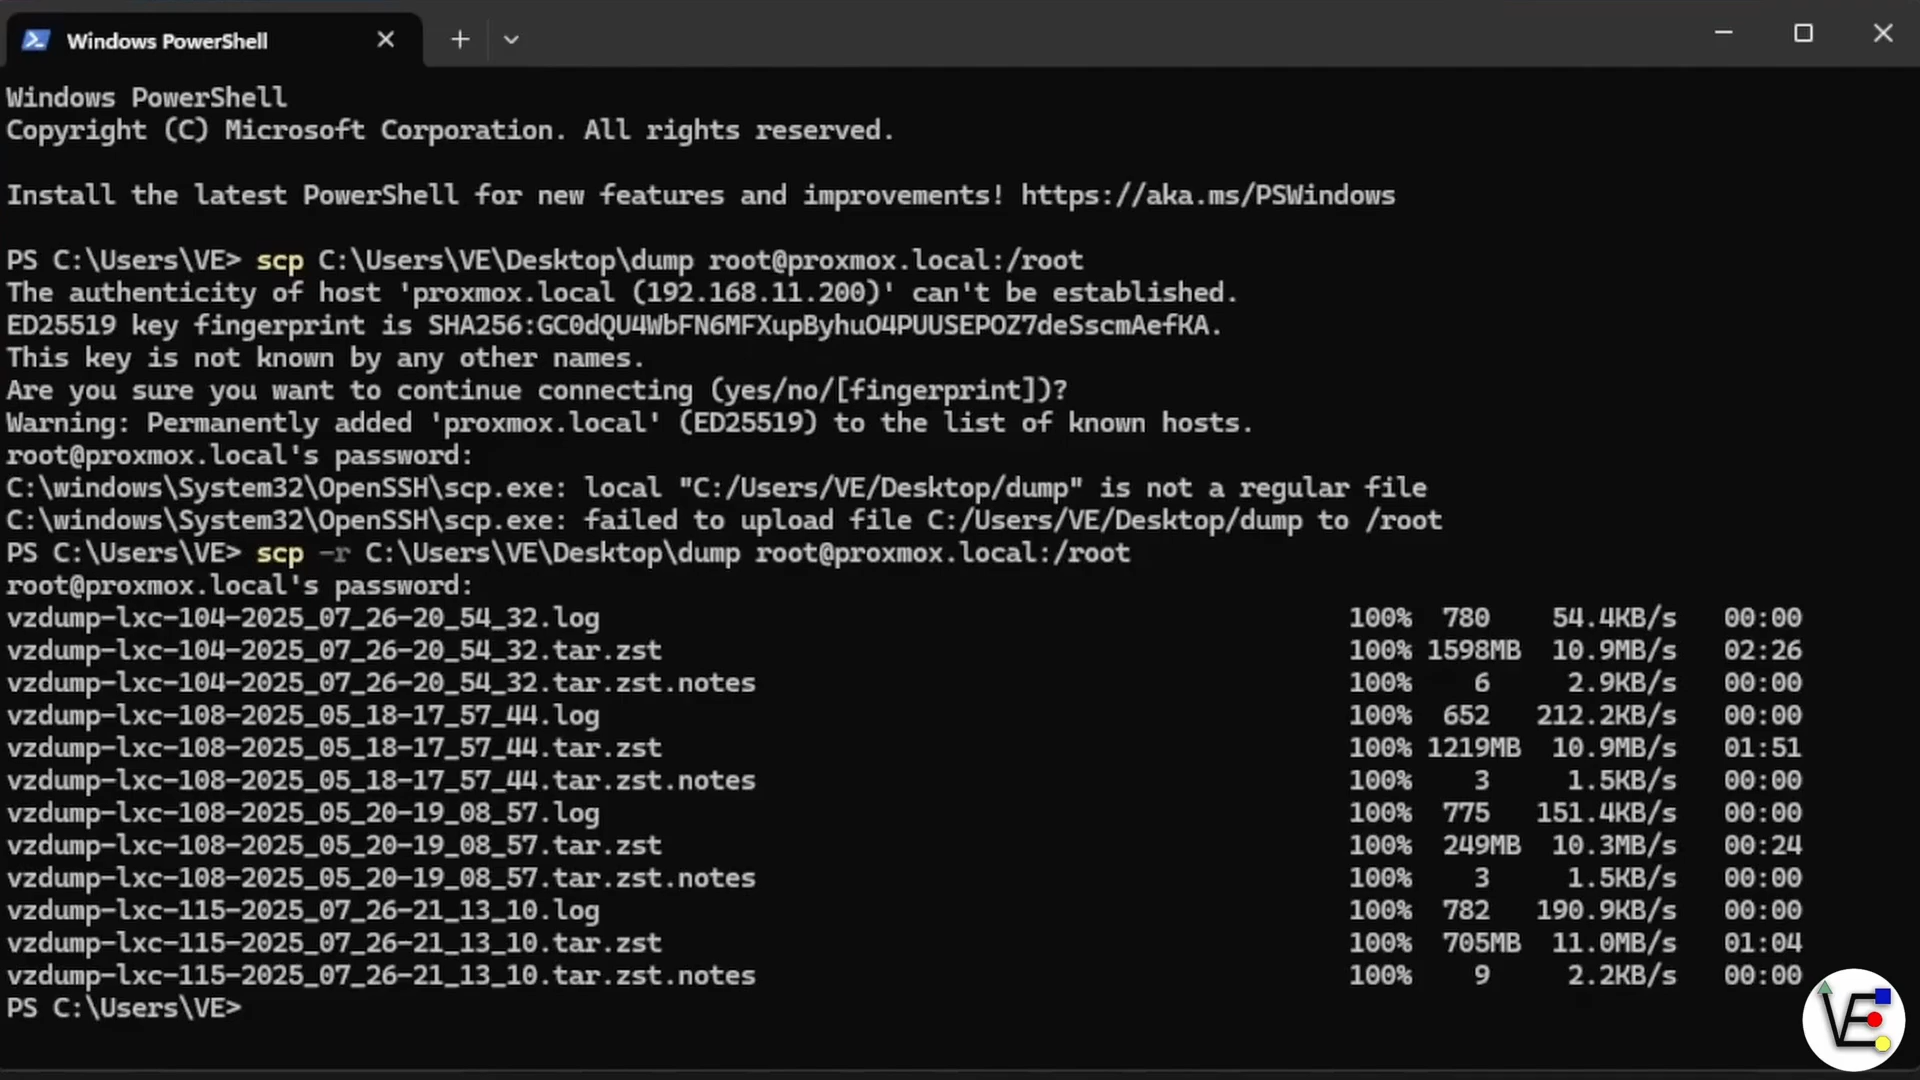 Windows PowerShell
Windows PowerShell
Copyright (C) Microsoft Corporation. All rights reserved.
Install the latest PowerShell for new features and improvements! https://aka.ms/PSWindows
PS C:\Users\VE> scp C:\Users\VE\Desktop\dump root@proxmox.local:/root
The authenticity of host 'proxmox.local (192.168.11.200)' can't be established.
ED25519 key fingerprint is SHA256:GC0dQU4WbFN6MFXupByhuO4PUUSEPOZ7deSscmAefKA.
This key is not known by any other names.
Are you sure you want to continue connecting (yes/no/[fingerprint])?
Warning: Permanently added 'proxmox.local' (ED25519) to the list of known hosts.
root@proxmox.local's password:
C:\windows\System32\OpenSSH\scp.exe: local "C:/Users/VE/Desktop/dump" is not a regular file
C:\windows\System32\OpenSSH\scp.exe: failed to upload file C:/Users/VE/Desktop/dump to /root
PS C:\Users\VE> scp -r C:\Users\VE\Desktop\dump root@proxmox.local:/root
root@proxmox.local's password:
vzdump-lxc-104-2025_07_26-20_54_32.log 100% 780 54.4KB/s 00:00
vzdump-lxc-104-2025_07_26-20_54_32.tar.zst 100% 1598MB 10.9MB/s 02:26
vzdump-lxc-104-2025_07_26-20_54_32.tar.zst.notes 100% 6 2.9KB/s 00:00
vzdump-lxc-108-2025_05_18-17_57_44.log 100% 652 212.2KB/s 00:00
vzdump-lxc-108-2025_05_18-17_57_44.tar.zst 100% 1219MB 10.9MB/s 01:51
vzdump-lxc-108-2025_05_18-17_57_44.tar.zst.notes 100% 3 1.5KB/s 00:00
vzdump-lxc-108-2025_05_20-19_08_57.log 100% 775 151.4KB/s 00:00
vzdump-lxc-108-2025_05_20-19_08_57.tar.zst 100% 249MB 10.3MB/s 00:24
vzdump-lxc-108-2025_05_20-19_08_57.tar.zst.notes 100% 3 1.5KB/s 00:00
vzdump-lxc-115-2025_07_26-21_13_10.log 100% 782 190.9KB/s 00:00
vzdump-lxc-115-2025_07_26-21_13_10.tar.zst 100% 705MB 11.0MB/s 01:04
vzdump-lxc-115-2025_07_26-21_13_10.tar.zst.notes 100% 9 2.2KB/s 00:00
PS C:\Users\VE>
VE